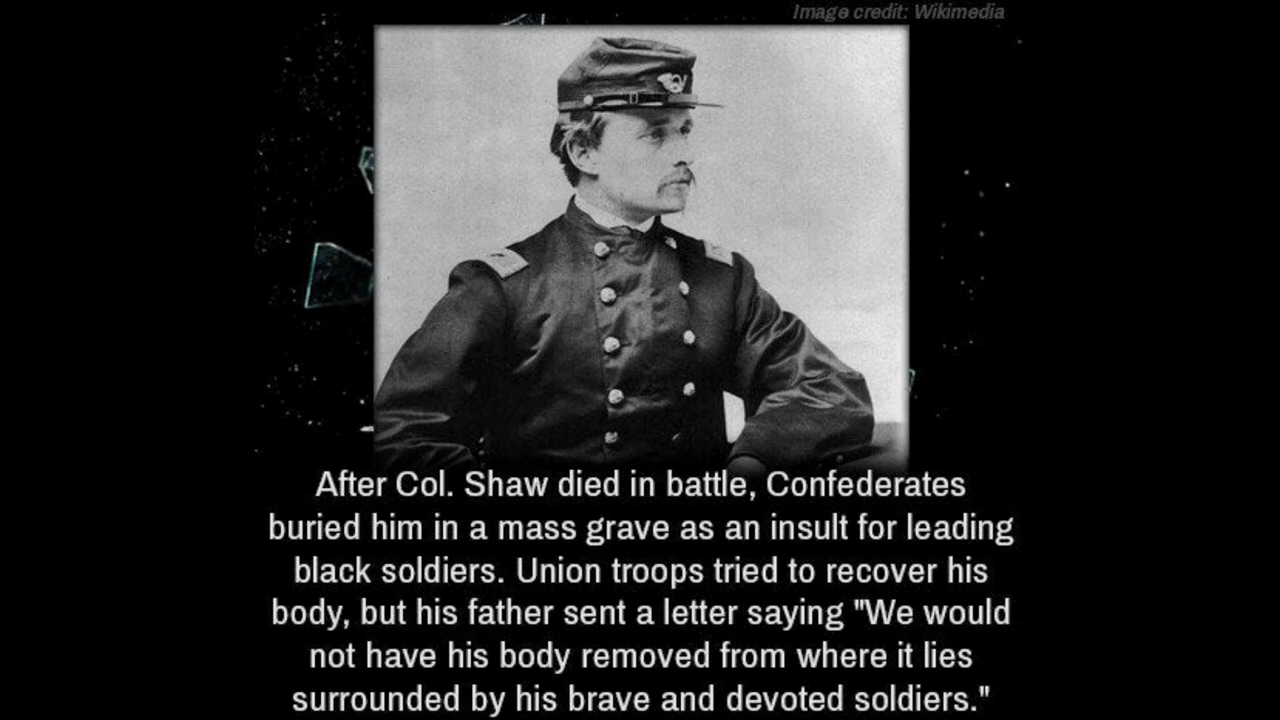 Image credit: Wikimedia
After Col. Shaw died in battle, Confederates
buried him in a mass grave as an insult for leading
black soldiers. Union troops tried to recover his
body, but his father sent a letter saying "We would
not have his body removed from where it lies
surrounded by his brave and devoted soldiers."